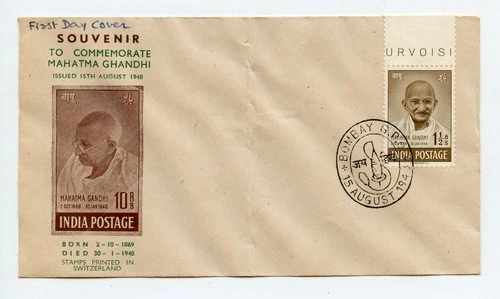 First Day Cover
SOUVENIR
TO COMMEMORATE
MAHATMA GHANDHI
ISSUED 15TH AUGUST 1948
बापू
MAHATMA GANDHI
2 OCT 1869 30 JAN 1948
10 RS
INDIA POSTAGE
BORN 2-10-1869
DIED 30-1-1948
STAMPS PRINTED IN
SWITZERLAND
URVOISI
बापू
MAHATMA GANDHI
1½ AS
INDIA POSTAGE
BOMBAY G.P.
जय हिन्द
15 AUGUST 194